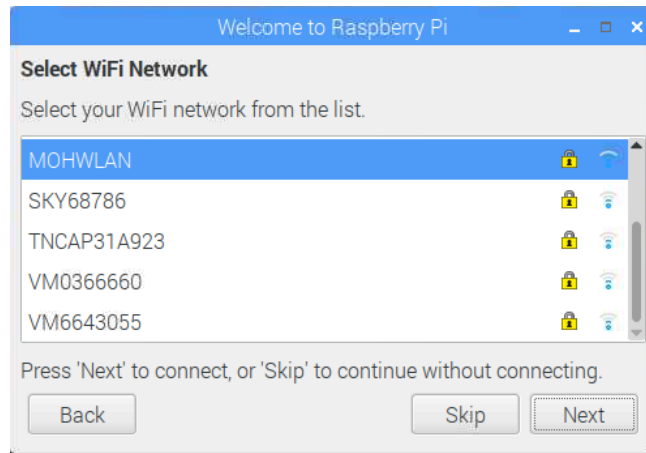 Welcome to Raspberry Pi
Select WiFi Network
Select your WiFi network from the list.
MOHWLAN
SKY68786
TNCAP31A923
VM0366660
VM6643055
Press 'Next' to connect, or 'Skip' to continue without connecting.
Back Skip Next